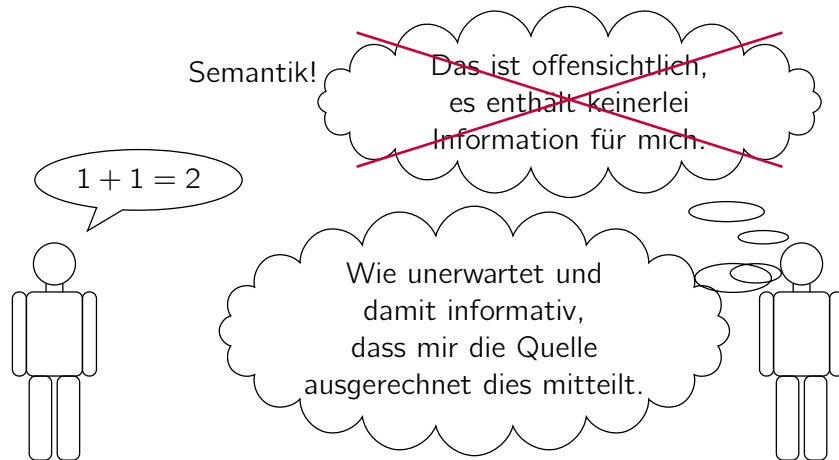 Semantik!
Das ist offensichtlich,
es enthält keinerlei
Information für mich.
1 + 1 = 2
Wie unerwartet und
damit informativ,
dass mir die Quelle
ausgerechnet dies mitteilt.